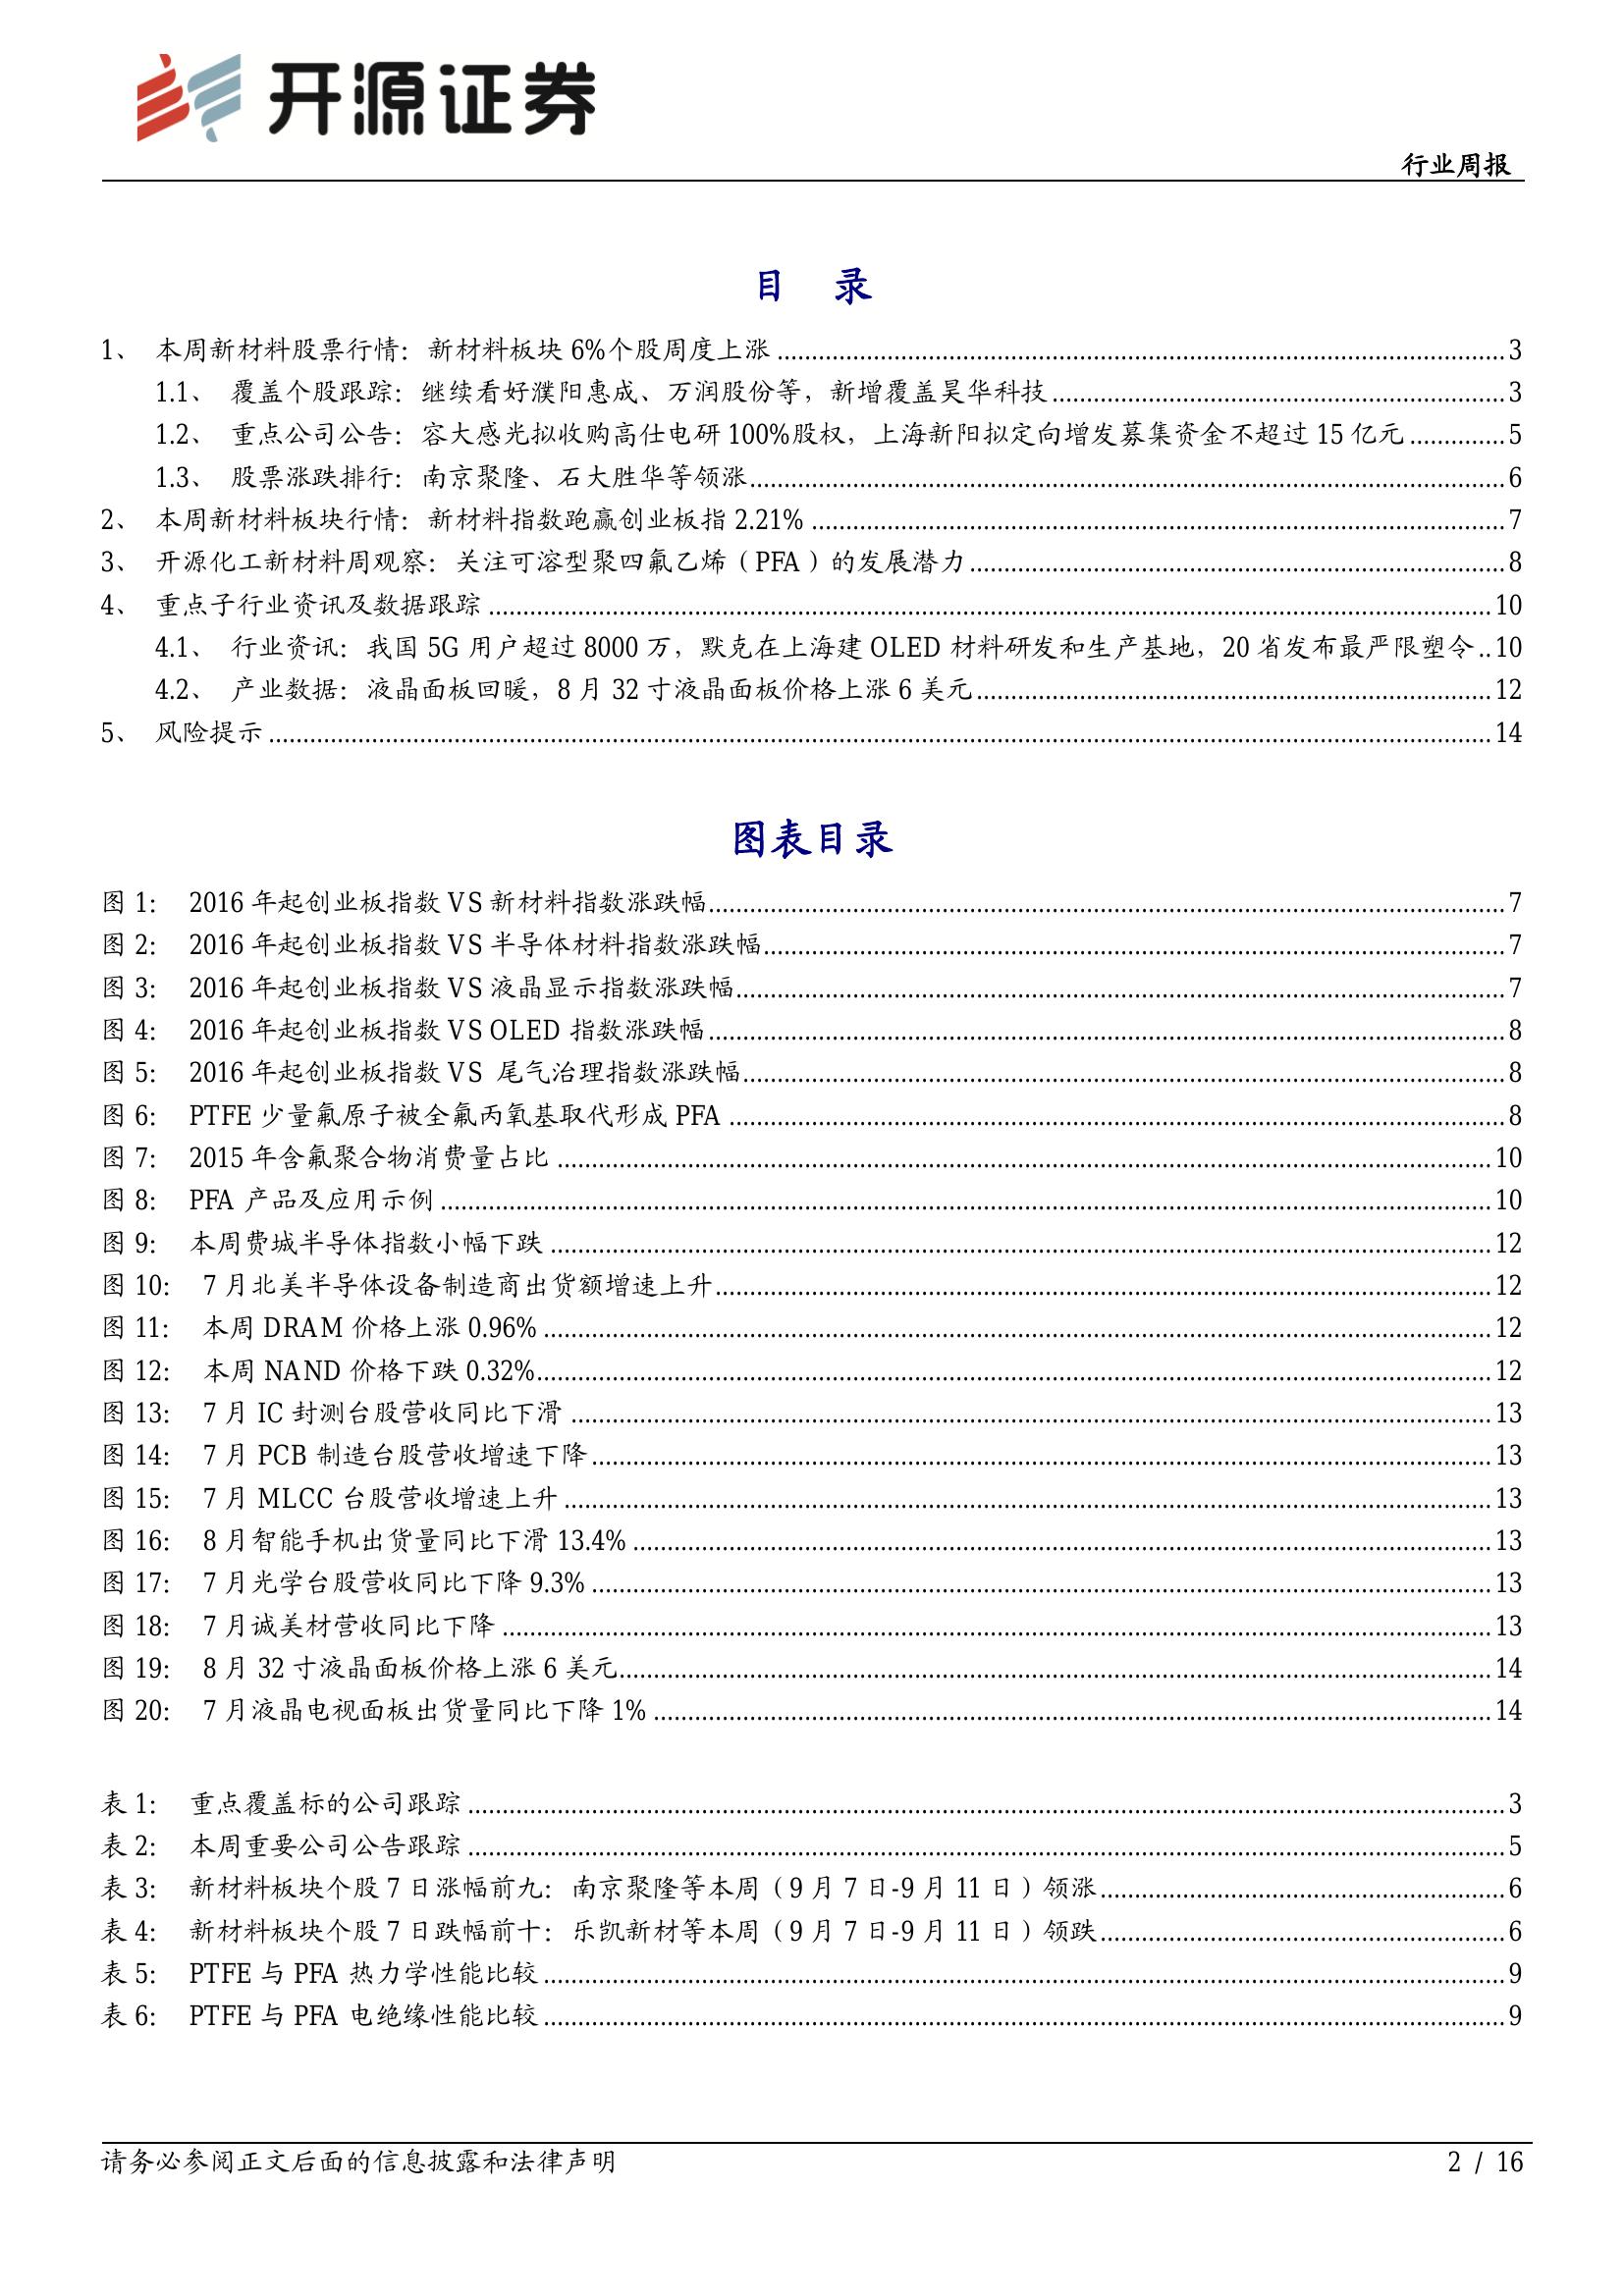 开源证券
行业周报
目 录
1、 本周新材料股票行情：新材料板块 6%个股周度上涨 ........ 3
1.1、 覆盖个股跟踪：继续看好濮阳惠成、万润股份等，新增覆盖昊华科技 ........ 3
1.2、 重点公司公告：容大感光拟收购高仕电研 100%股权，上海新阳拟定向增发募集资金不超过 15 亿元 ........ 5
1.3、 股票涨跌排行：南京聚隆、石大胜华等领涨 ........ 6
2、 本周新材料板块行情：新材料指数跑赢创业板指 2.21% ........ 7
3、 开源化工新材料周观察：关注可溶型聚四氟乙烯（PFA）的发展潜力 ........ 8
4、 重点子行业资讯及数据跟踪 ........ 10
4.1、 行业资讯：我国 5G 用户超过 8000 万，默克在上海建 OLED 材料研发和生产基地，20 省发布最严限塑令 .. 10
4.2、 产业数据：液晶面板回暖，8 月 32 寸液晶面板价格上涨 6 美元 ........ 12
5、 风险提示 ........ 14
图表目录
图 1： 2016 年起创业板指数 VS 新材料指数涨跌幅 ........ 7
图 2： 2016 年起创业板指数 VS 半导体材料指数涨跌幅 ........ 7
图 3： 2016 年起创业板指数 VS 液晶显示指数涨跌幅 ........ 7
图 4： 2016 年起创业板指数 VS OLED 指数涨跌幅 ........ 8
图 5： 2016 年起创业板指数 VS 尾气治理指数涨跌幅 ........ 8
图 6： PTFE 少量氟原子被全氟丙氧基取代形成 PFA ........ 8
图 7： 2015 年含氟聚合物消费量占比 ........ 10
图 8： PFA 产品及应用示例 ........ 10
图 9： 本周费城半导体指数小幅下跌 ........ 12
图 10： 7 月北美半导体设备制造商出货额增速上升 ........ 12
图 11： 本周 DRAM 价格上涨 0.96% ........ 12
图 12： 本周 NAND 价格下跌 0.32% ........ 12
图 13： 7 月 IC 封测台股营收同比下滑 ........ 13
图 14： 7 月 PCB 制造台股营收增速下降 ........ 13
图 15： 7 月 MLCC 台股营收增速上升 ........ 13
图 16： 8 月智能手机出货量同比下滑 13.4% ........ 13
图 17： 7 月光学台股营收同比下降 9.3% ........ 13
图 18： 7 月诚美材营收同比下降 ........ 13
图 19： 8 月 32 寸液晶面板价格上涨 6 美元 ........ 14
图 20： 7 月液晶电视面板出货量同比下降 1% ........ 14
表 1： 重点覆盖标的公司跟踪 ........ 3
表 2： 本周重要公司公告跟踪 ........ 5
表 3： 新材料板块个股 7 日涨幅前九：南京聚隆等本周（9 月 7 日-9 月 11 日）领涨 ........ 6
表 4： 新材料板块个股 7 日跌幅前十：乐凯新材等本周（9 月 7 日-9 月 11 日）领跌 ........ 6
表 5： PTFE 与 PFA 热力学性能比较 ........ 9
表 6： PTFE 与 PFA 电绝缘性能比较 ........ 9
请务必参阅正文后面的信息披露和法律声明 2 / 16